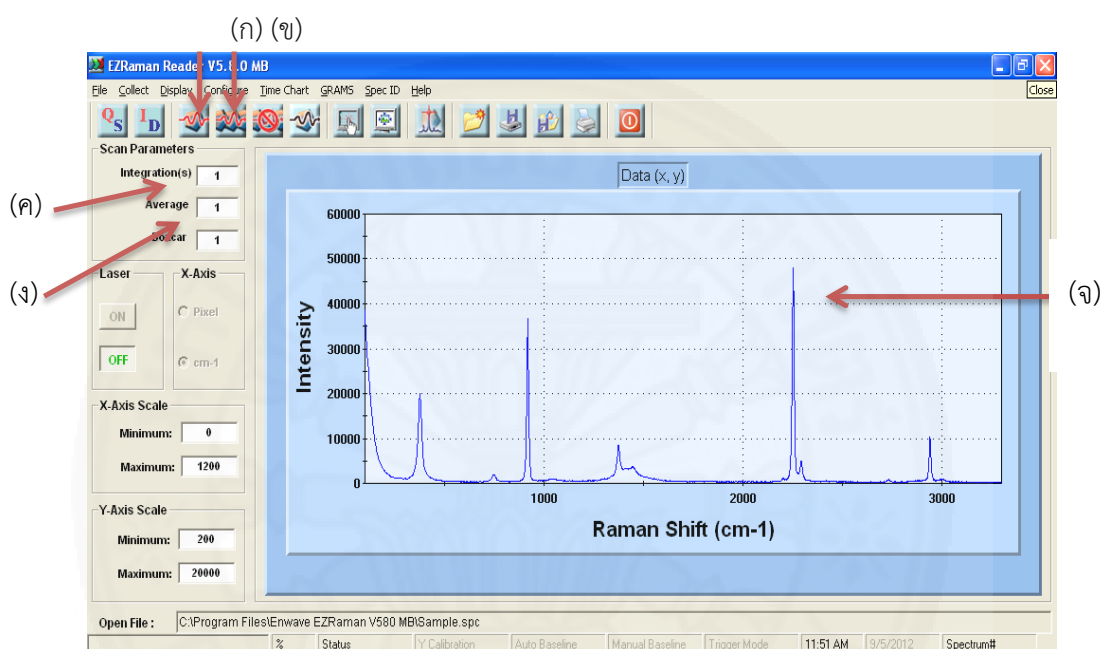 (ก) (ข)
EZRaman Reader V5.8.0 MB
File Collect Display Configure Time Chart GRAMS Spec ID Help
Close
Q S I D
Scan Parameters
Integration(s) 1
(ค)
Average 1
Boxcar 1
Laser X-Axis
(ง)
ON Pixel
OFF cm-1
X-Axis Scale
Minimum: 0
Maximum: 1200
Y-Axis Scale
Minimum: 200
Maximum: 20000
Data (x, y)
60000
50000
40000
30000
20000
10000
0
Intensity
1000 2000 3000
Raman Shift (cm-1)
(จ)
Open File : C:\Program Files\Enwave EZRaman V580 MB\Sample.spc
% Status Y Calibration Auto Baseline Manual Baseline Trigger Mode 11:51 AM 9/5/2012 Spectrum#